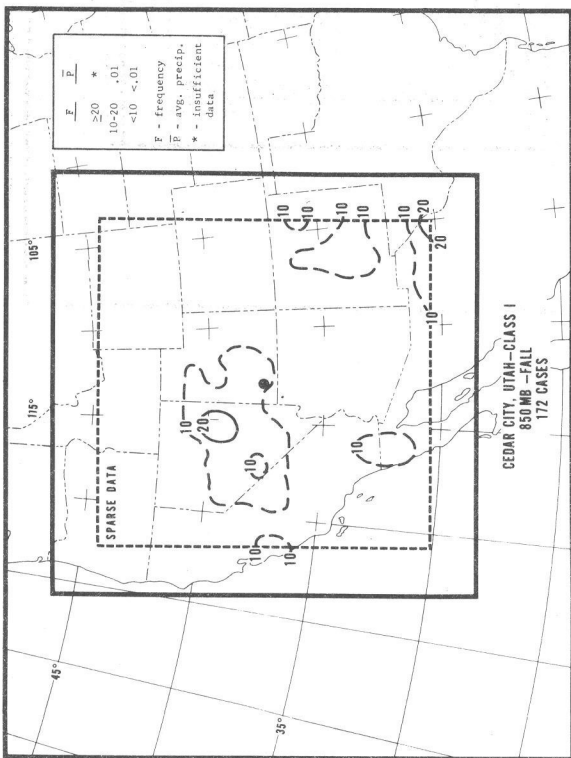 F P̅
≥20 *
10-20 .01
<10 <.01
F - frequency
P̅ - avg. precip.
* - insufficient
data
105°
115°
45°
35°
SPARSE DATA
10
20
10
10
10
10
10
10
10
10
10
10
20
20
10
CEDAR CITY, UTAH-CLASS I
850 MB -FALL
172 CASES